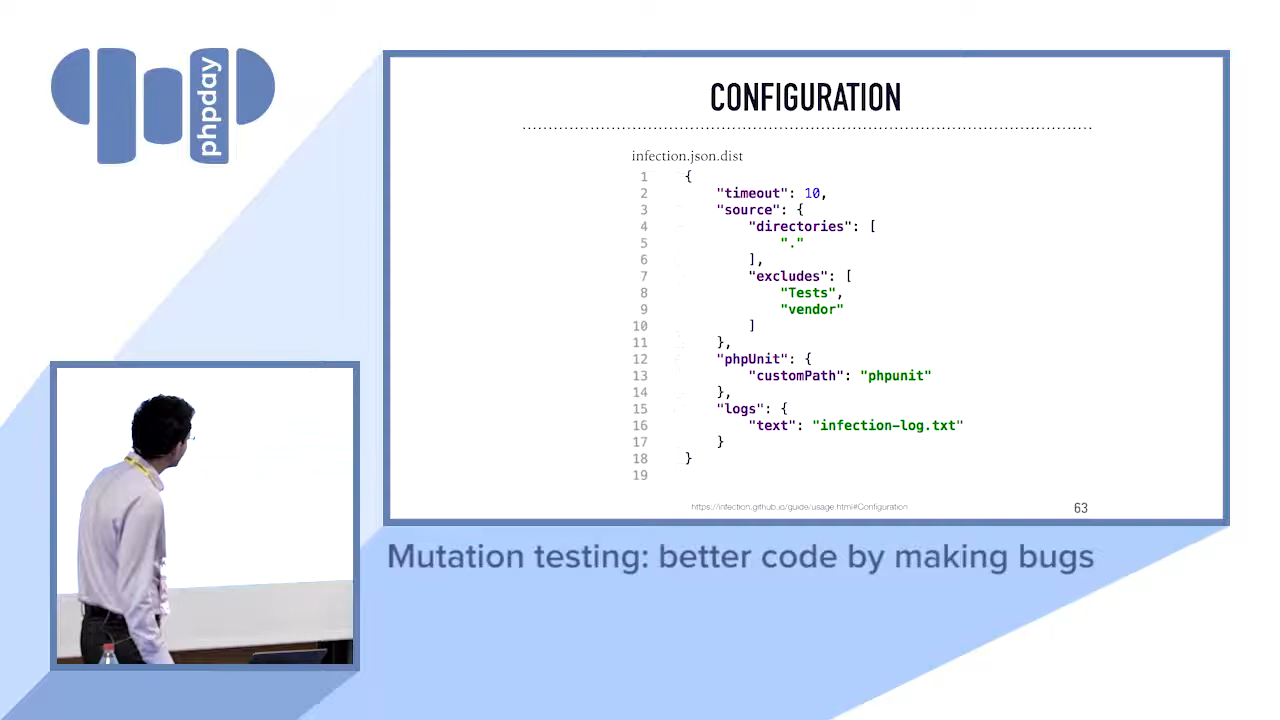 phpday
CONFIGURATION
infection.json.dist
1 {
2 "timeout": 10,
3 "source": {
4 "directories": [
5 "."
6 ],
7 "excludes": [
8 "Tests",
9 "vendor"
10 ]
11 },
12 "phpUnit": {
13 "customPath": "phpunit"
14 },
15 "logs": {
16 "text": "infection-log.txt"
17 }
18 }
19
https://infection.github.io/guide/usage.html#Configuration
63
Mutation testing: better code by making bugs